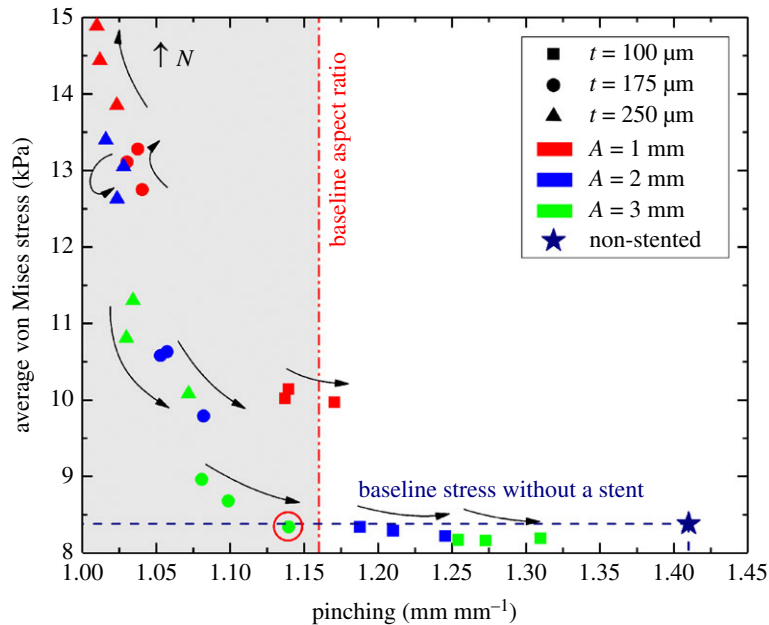 15
14
13
12
11
10
9
8
average von Mises stress (kPa)
↑ N
baseline aspect ratio
t = 100 µm
t = 175 µm
t = 250 µm
A = 1 mm
A = 2 mm
A = 3 mm
non-stented
baseline stress without a stent
1.00 1.05 1.10 1.15 1.20 1.25 1.30 1.35 1.40 1.45
pinching (mm mm⁻¹)